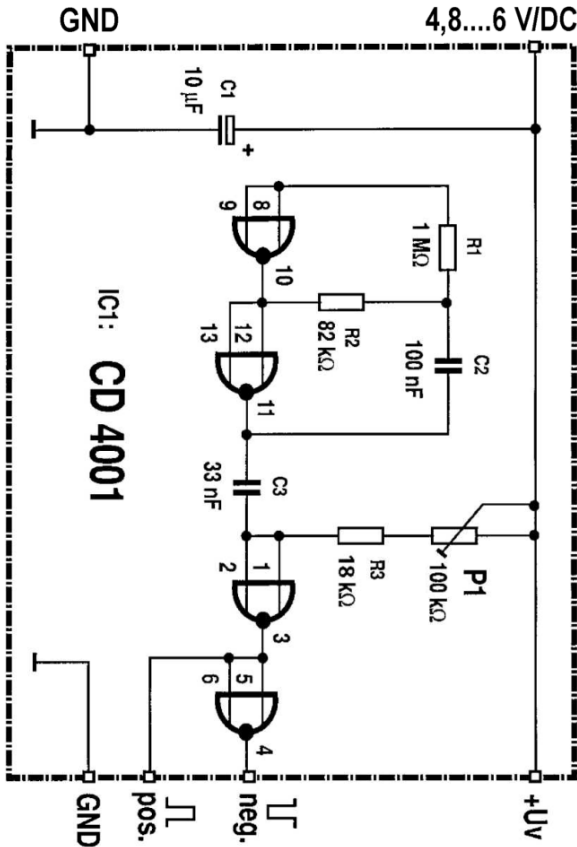 GND
4,8....6 V/DC
C1
10 µF
+
9
8
10
R1
1 MΩ
IC1:
CD 4001
13
12
11
R2
82 kΩ
C2
100 nF
C3
33 nF
2
1
3
R3
18 kΩ
P1
100 kΩ
6
5
4
GND
pos.
neg.
+Uv